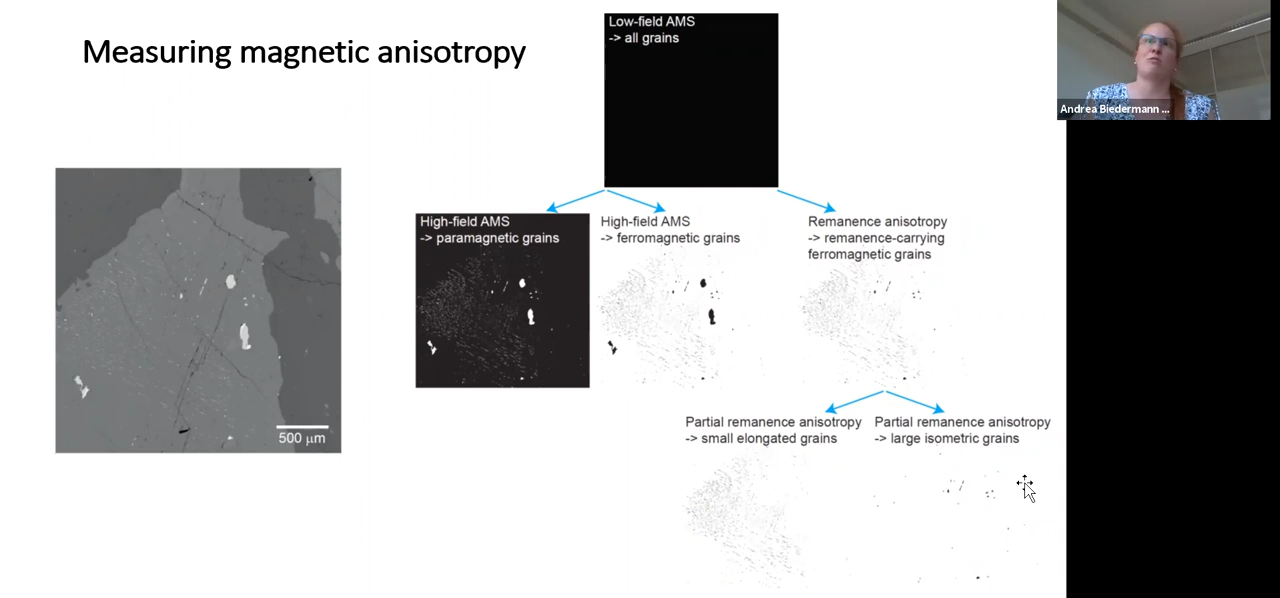 Measuring magnetic anisotropy
Low-field AMS
-> all grains
Andrea Biedermann ...
High-field AMS
-> paramagnetic grains
High-field AMS
-> ferromagnetic grains
Remanence anisotropy
-> remanence-carrying
ferromagnetic grains
500 μm
Partial remanence anisotropy
-> small elongated grains
Partial remanence anisotropy
-> large isometric grains